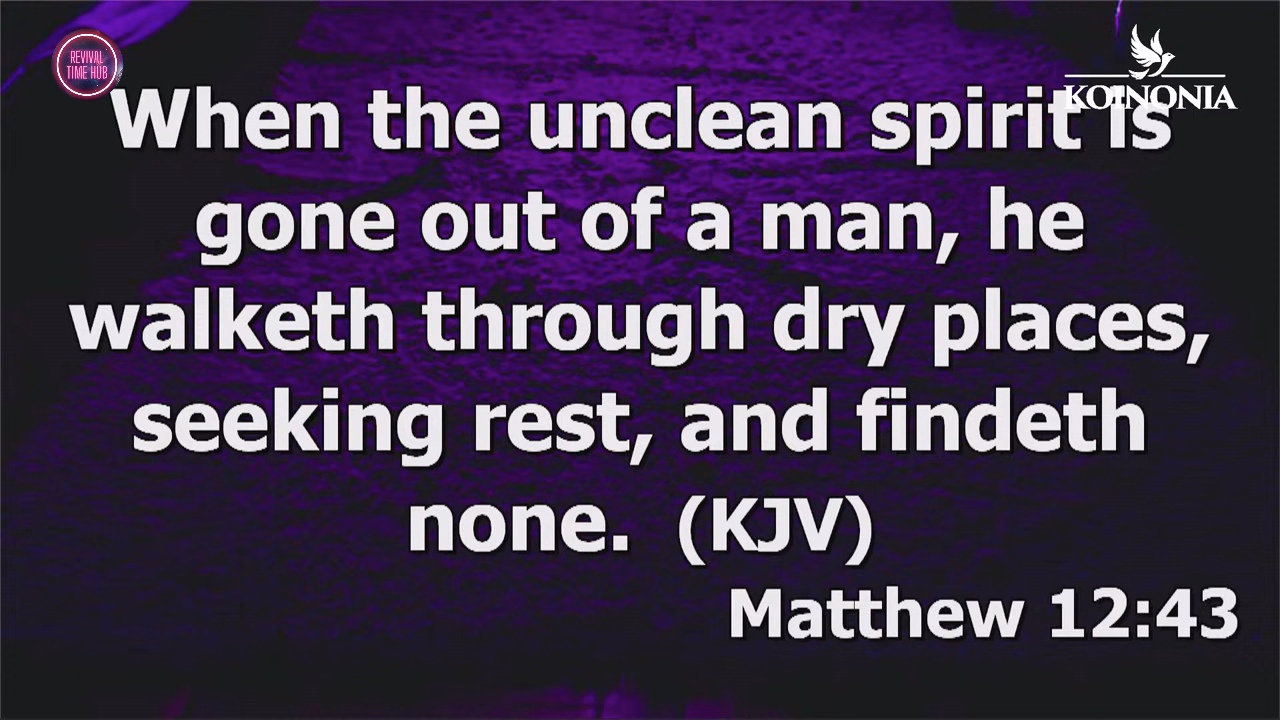 REVIVAL
TIME HUB
KOINONIA
When the unclean spirit is
gone out of a man, he
walketh through dry places,
seeking rest, and findeth
none.  (KJV)
Matthew 12:43